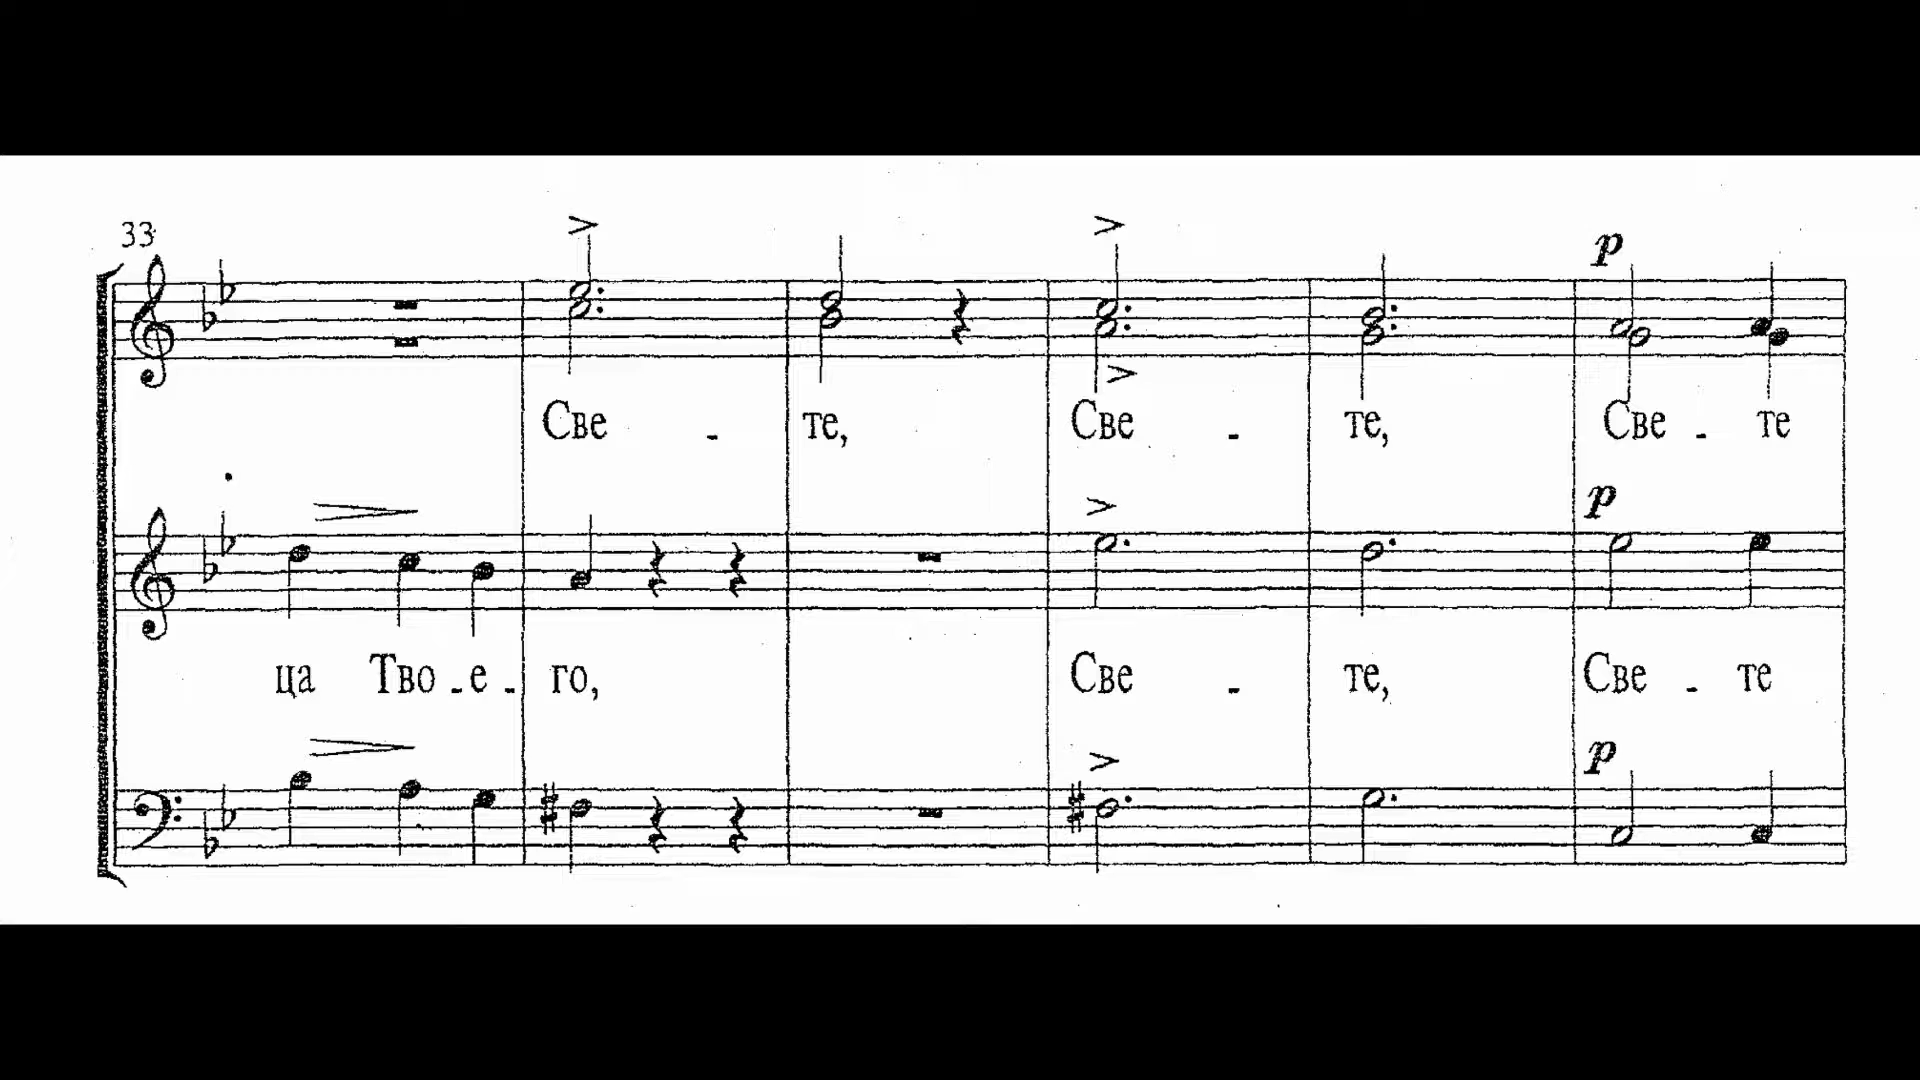 33
p
Све - те, Све - те, Све - те
p
ца Тво - е - го, Све - те, Све - те
p